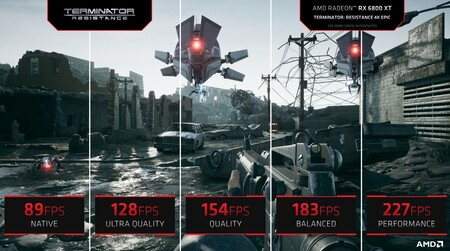 TERMINATOR
RESISTANCE
AMD RADEON™ RX 6800 XT
TERMINATOR: RESISTANCE 4K EPIC
89FPS
NATIVE
128FPS
ULTRA QUALITY
154FPS
QUALITY
183FPS
BALANCED
227FPS
PERFORMANCE
AMD